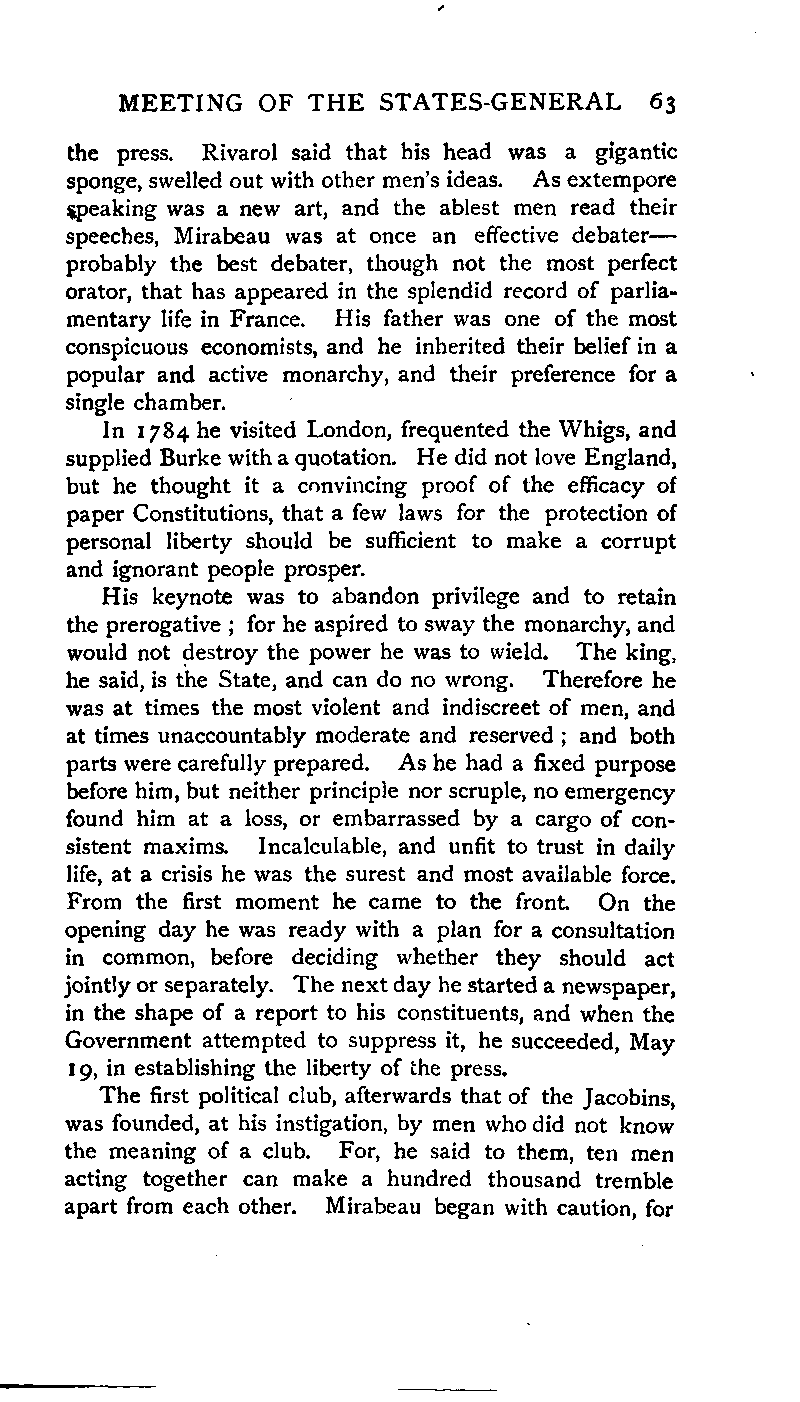 MEETING OF THE STATES-GENERAL 63
the press. Rivarol said that his head was a gigantic
sponge, swelled out with other men's ideas. As extempore
speaking was a new art, and the ablest men read their
speeches, Mirabeau was at once an effective debater—
probably the best debater, though not the most perfect
orator, that has appeared in the splendid record of parlia-
mentary life in France. His father was one of the most
conspicuous economists, and he inherited their belief in a
popular and active monarchy, and their preference for a
single chamber.
In 1784 he visited London, frequented the Whigs, and
supplied Burke with a quotation. He did not love England,
but he thought it a convincing proof of the efficacy of
paper Constitutions, that a few laws for the protection of
personal liberty should be sufficient to make a corrupt
and ignorant people prosper.
His keynote was to abandon privilege and to retain
the prerogative ; for he aspired to sway the monarchy, and
would not destroy the power he was to wield. The king,
he said, is the State, and can do no wrong. Therefore he
was at times the most violent and indiscreet of men, and
at times unaccountably moderate and reserved ; and both
parts were carefully prepared. As he had a fixed purpose
before him, but neither principle nor scruple, no emergency
found him at a loss, or embarrassed by a cargo of con-
sistent maxims. Incalculable, and unfit to trust in daily
life, at a crisis he was the surest and most available force.
From the first moment he came to the front. On the
opening day he was ready with a plan for a consultation
in common, before deciding whether they should act
jointly or separately. The next day he started a newspaper,
in the shape of a report to his constituents, and when the
Government attempted to suppress it, he succeeded, May
19, in establishing the liberty of the press.
The first political club, afterwards that of the Jacobins,
was founded, at his instigation, by men who did not know
the meaning of a club. For, he said to them, ten men
acting together can make a hundred thousand tremble
apart from each other. Mirabeau began with caution, for